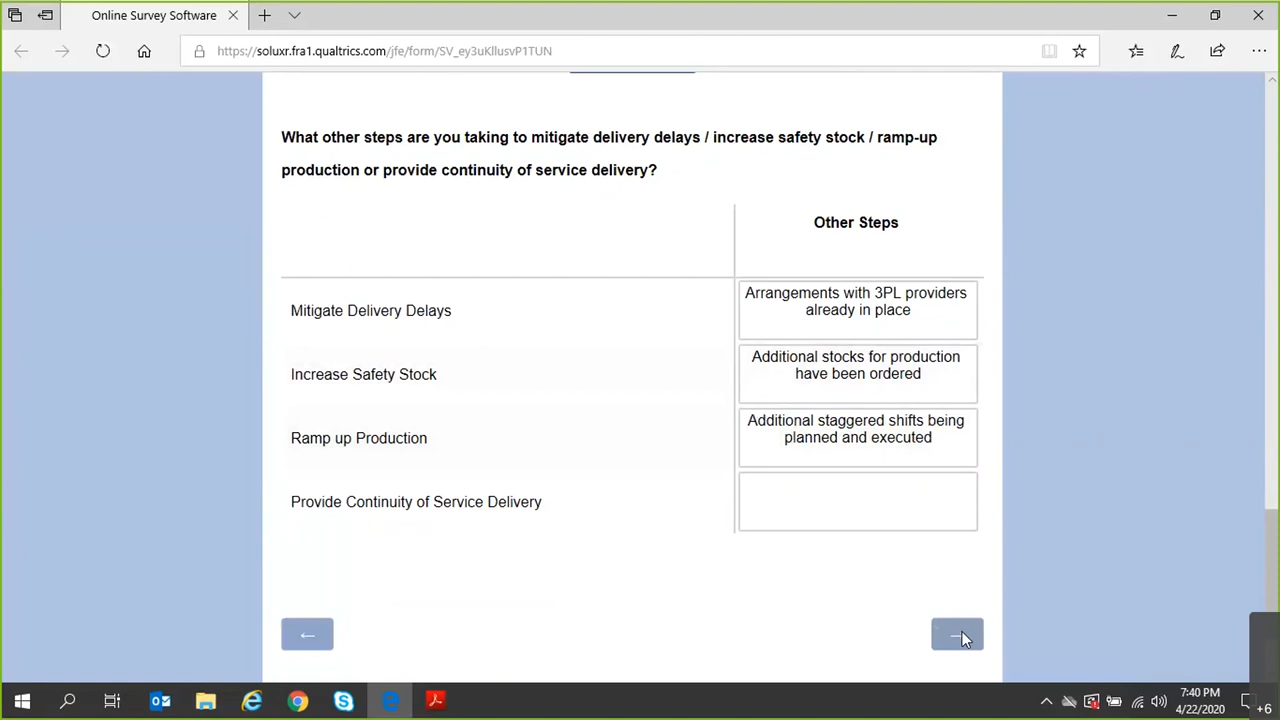 Online Survey Software
https://soluxr.fra1.qualtrics.com/jfe/form/SV_ey3uKllusvP1TUN
What other steps are you taking to mitigate delivery delays / increase safety stock / ramp-up
production or provide continuity of service delivery?
Other Steps
Mitigate Delivery Delays
Arrangements with 3PL providers
already in place
Increase Safety Stock
Additional stocks for production
have been ordered
Ramp up Production
Additional staggered shifts being
planned and executed
Provide Continuity of Service Delivery
7:40 PM
4/22/2020
+6